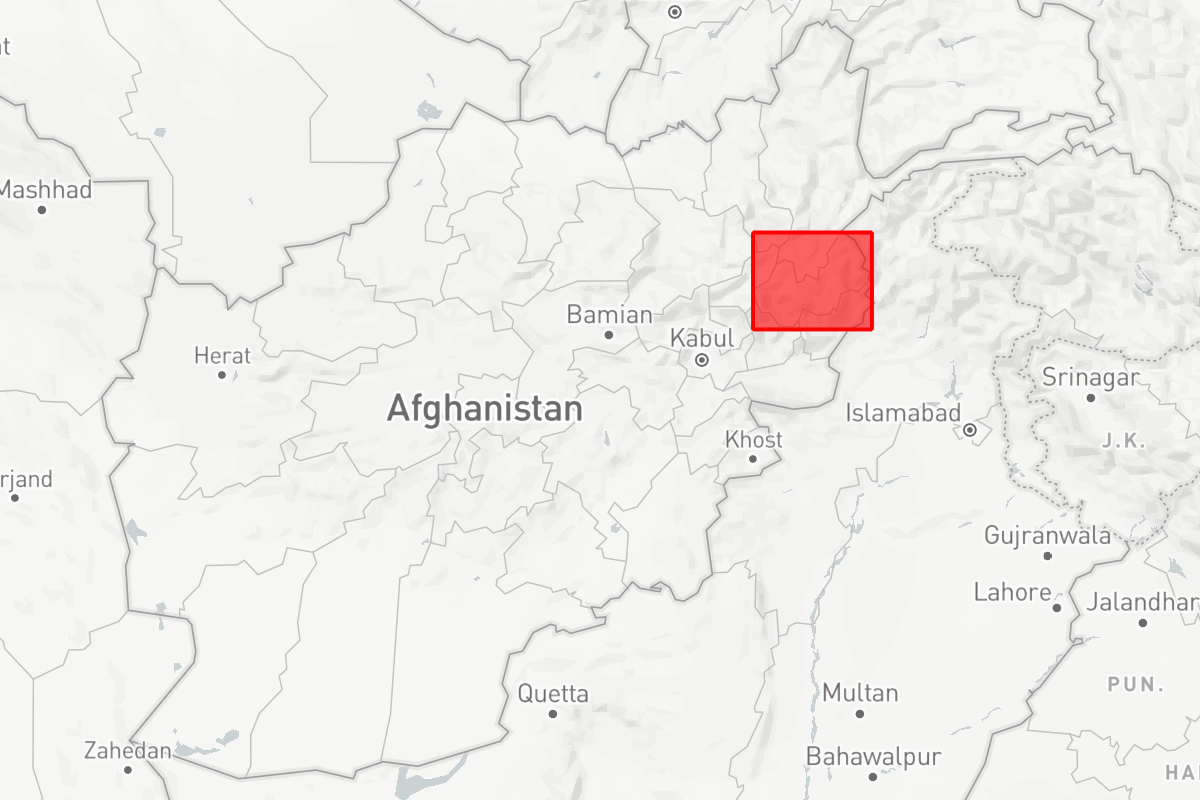 at
Mashhad
Bamian
Kabul
Herat
Srinagar
Afghanistan
Islamabad
Khost
J.K.
rjand
Gujranwala
Lahore
Jalandhar
PUN.
Quetta
Multan
Zahedan
Bahawalpur
HA